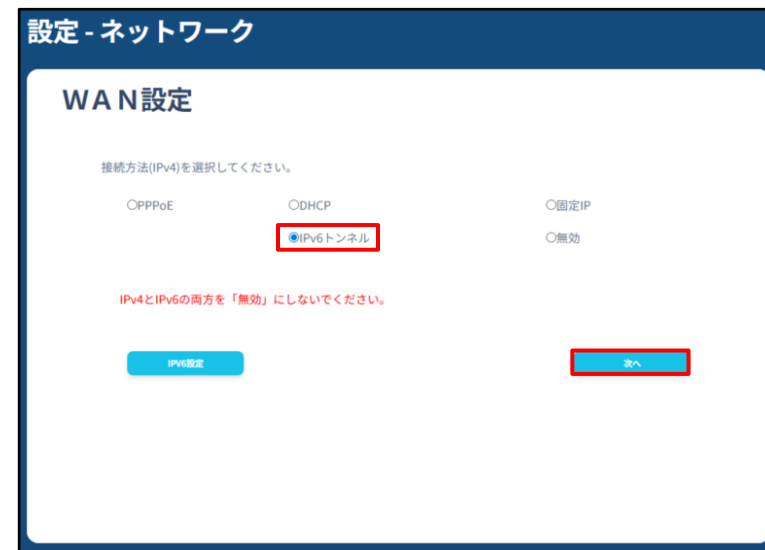 設定 - ネットワーク
ＷＡＮ設定
接続方法(IPv4)を選択してください。
○PPPoE ○DHCP ○固定IP
◉IPv6トンネル ○無効
IPv4とIPv6の両方を「無効」にしないでください。
IPV6設定 次へ